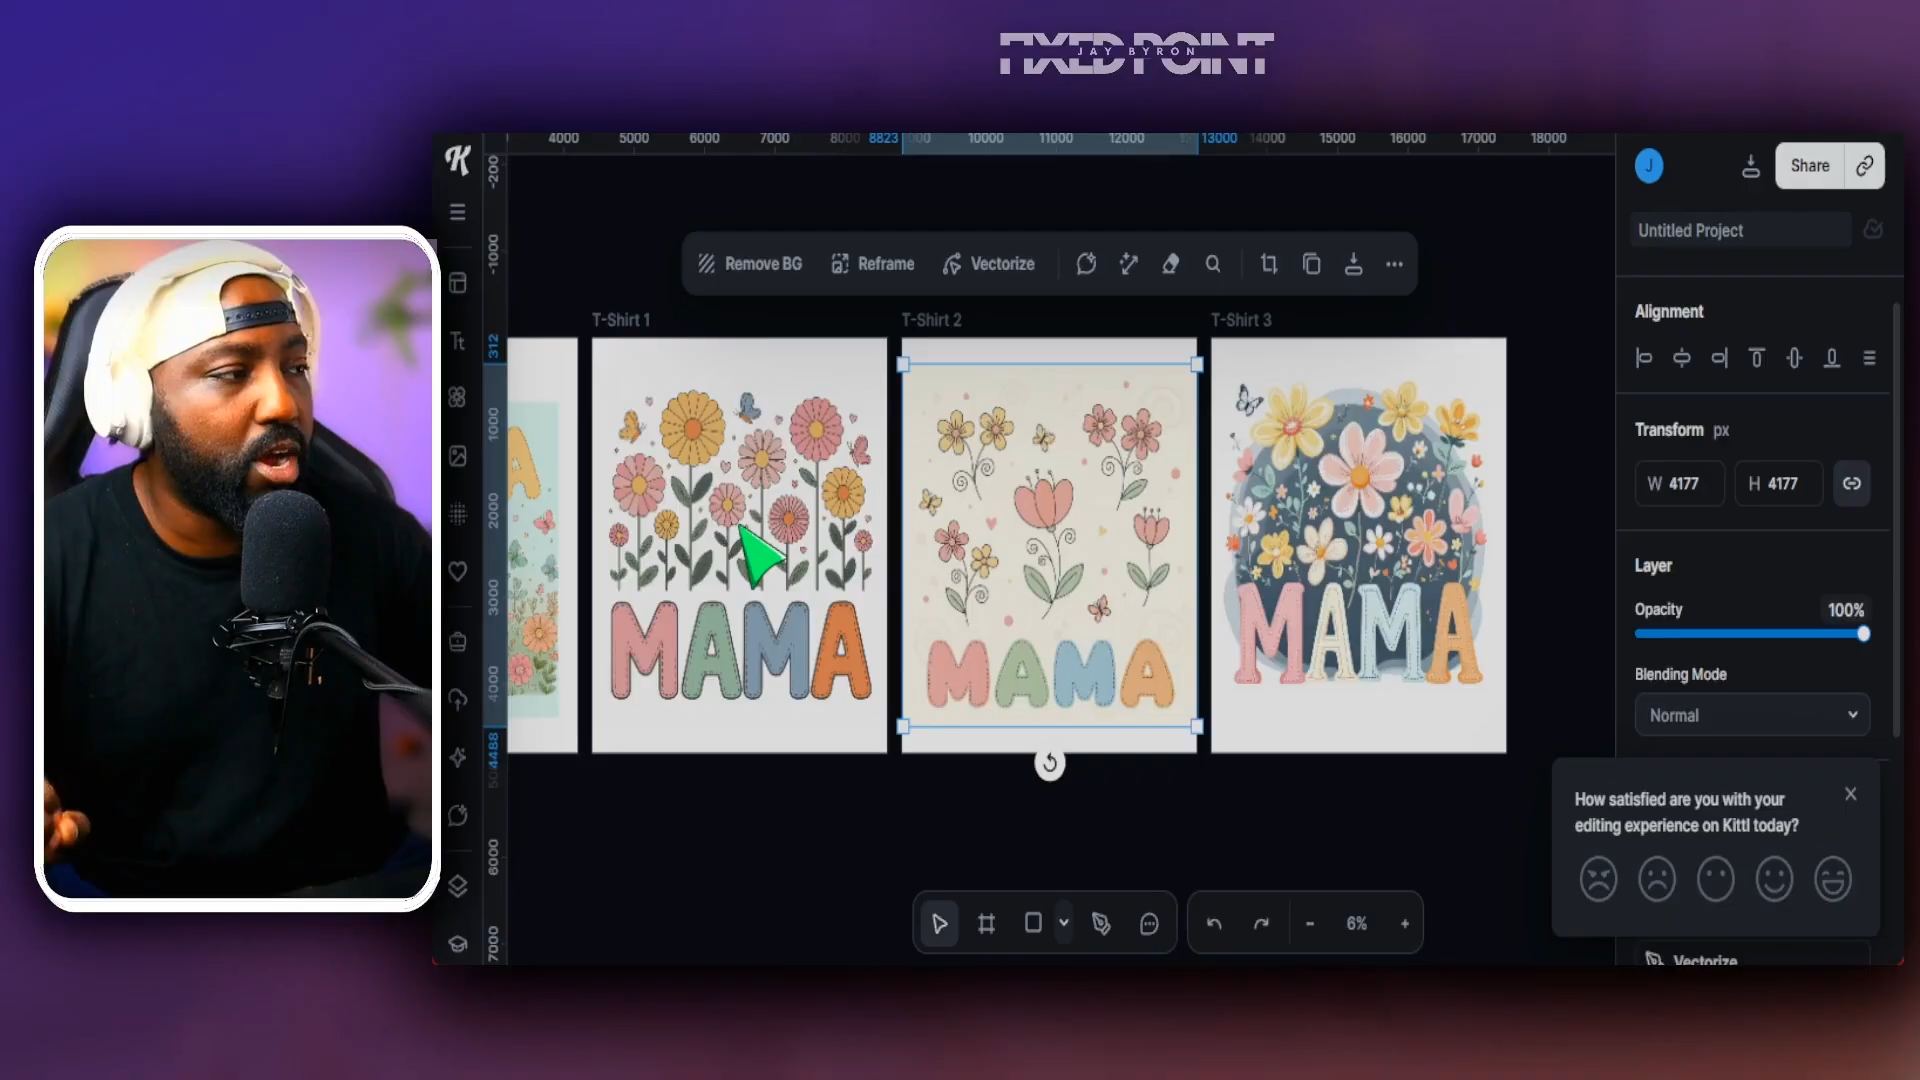 FIXED POINT
JAY BYRON
4000 5000 6000 7000 8000 8823 10000 11000 12000 13000 14000 15000 16000 17000 18000
K
J
Share
Untitled Project
Remove BG
Reframe
Vectorize
T-Shirt 1
T-Shirt 2
T-Shirt 3
Alignment
Transform px
W 4177
H 4177
Layer
Opacity
100%
Blending Mode
Normal
Tt
-200
-1000
312
1000
2000
3000
4000
4488
6000
7000
A
MAMA
MAMA
MAMA
How satisfied are you with your
editing experience on Kittl today?
6%
Vectorize